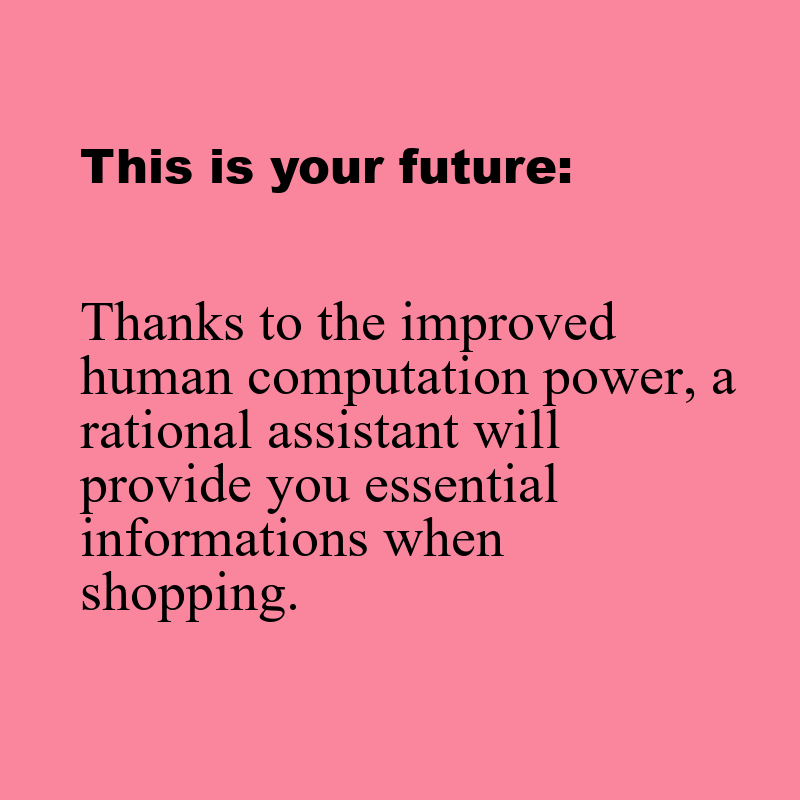 This is your future:
Thanks to the improved
human computation power, a
rational assistant will
provide you essential
informations when
shopping.